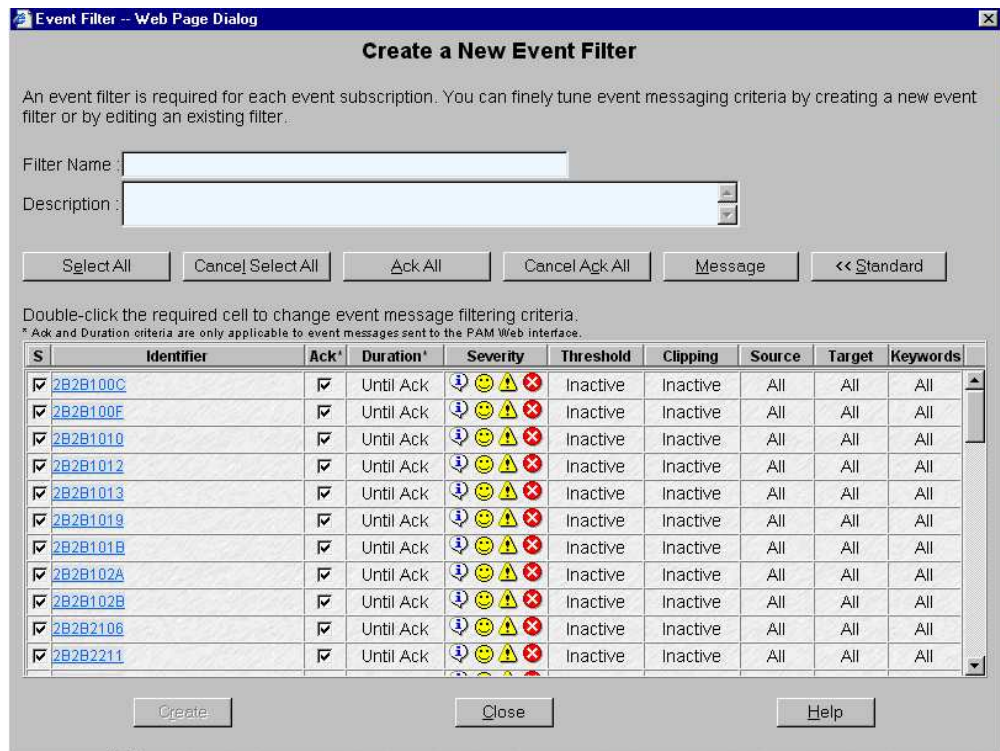 Event Filter -- Web Page Dialog
Create a New Event Filter
An event filter is required for each event subscription. You can finely tune event messaging criteria by creating a new event
filter or by editing an existing filter.
Filter Name :
Description :
Select All Cancel Select All Ack All Cancel Ack All Message << Standard
Double-click the required cell to change event message filtering criteria.
* Ack and Duration criteria are only applicable to event messages sent to the PAM Web interface.
S Identifier Ack* Duration* Severity Threshold Clipping Source Target Keywords
2B2B100C Until Ack Inactive Inactive All All All
2B2B100F Until Ack Inactive Inactive All All All
2B2B1010 Until Ack Inactive Inactive All All All
2B2B1012 Until Ack Inactive Inactive All All All
2B2B1013 Until Ack Inactive Inactive All All All
2B2B1019 Until Ack Inactive Inactive All All All
2B2B101B Until Ack Inactive Inactive All All All
2B2B102A Until Ack Inactive Inactive All All All
2B2B102B Until Ack Inactive Inactive All All All
2B2B2106 Until Ack Inactive Inactive All All All
2B2B2211 Until Ack Inactive Inactive All All All
Create Close Help